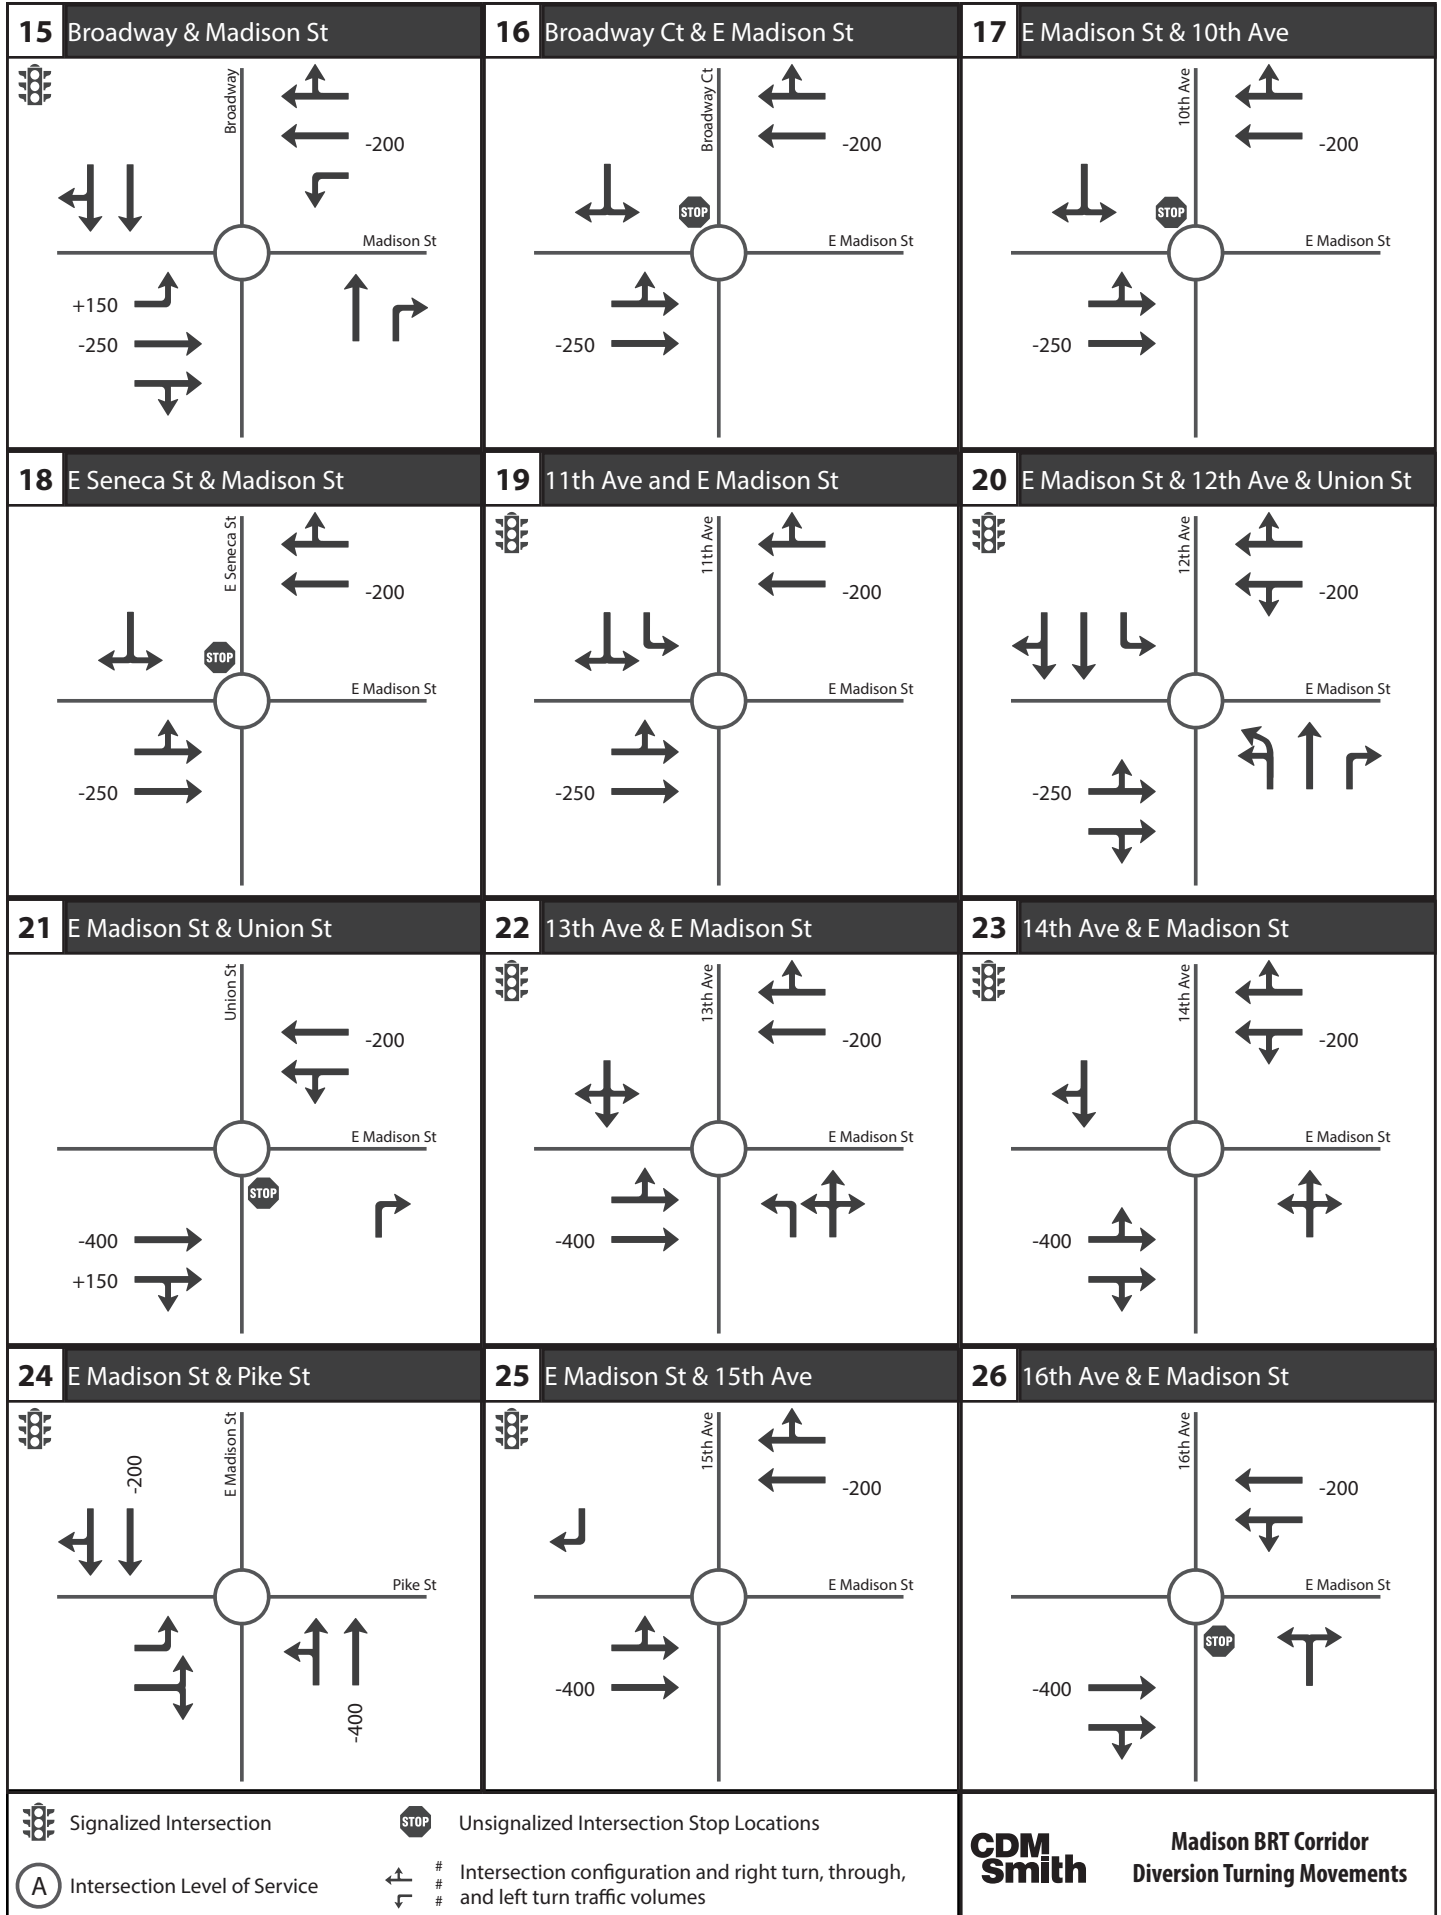 15 Broadway & Madison St
Broadway
-200
Madison St
+150
-250
16 Broadway Ct & E Madison St
Broadway Ct
-200
STOP
E Madison St
-250
17 E Madison St & 10th Ave
10th Ave
-200
STOP
E Madison St
-250
18 E Seneca St & Madison St
E Seneca St
-200
STOP
E Madison St
-250
19 11th Ave and E Madison St
11th Ave
-200
E Madison St
-250
20 E Madison St & 12th Ave & Union St
12th Ave
-200
E Madison St
-250
21 E Madison St & Union St
Union St
-200
E Madison St
STOP
-400
+150
22 13th Ave & E Madison St
13th Ave
-200
E Madison St
-400
23 14th Ave & E Madison St
14th Ave
-200
E Madison St
-400
24 E Madison St & Pike St
-200
E Madison St
Pike St
-400
25 E Madison St & 15th Ave
15th Ave
-200
E Madison St
-400
26 16th Ave & E Madison St
16th Ave
-200
E Madison St
STOP
-400
Signalized Intersection
STOP Unsignalized Intersection Stop Locations
A Intersection Level of Service
#
#
#
Intersection configuration and right turn, through,
and left turn traffic volumes
CDM
Smith
Madison BRT Corridor
Diversion Turning Movements